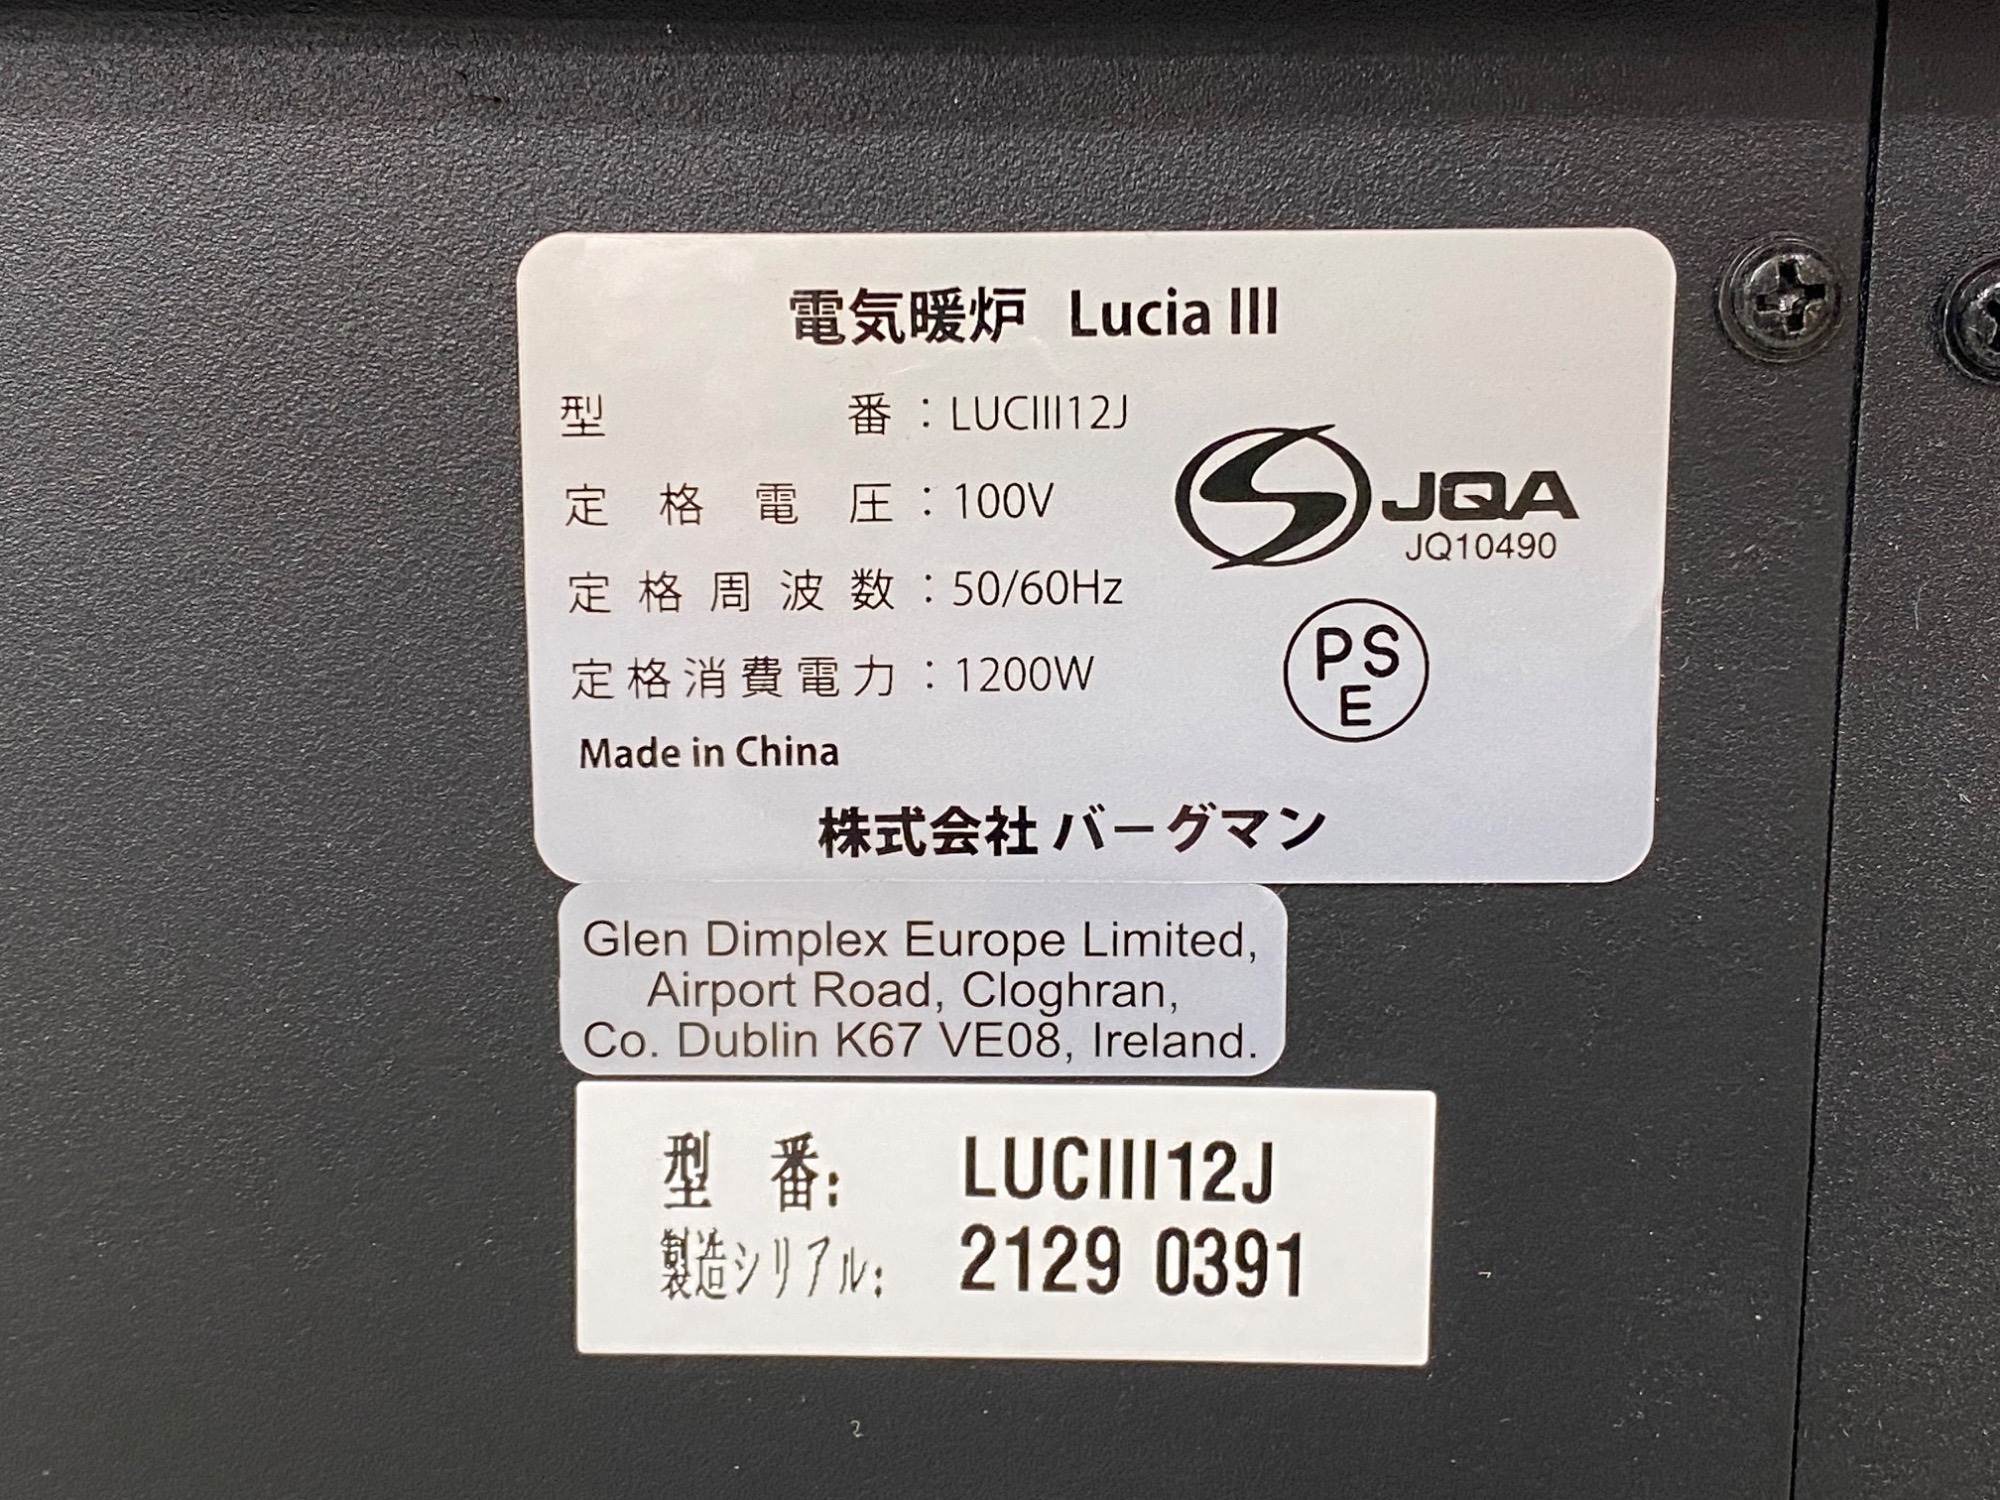 電気暖炉 Lucia III
型番：LUCIII12J
定格電圧：100V
定格周波数：50/60Hz
定格消費電力：1200W
Made in China
JQA
JQ10490
PS
E
株式会社 バーグマン
Glen Dimplex Europe Limited,
Airport Road, Cloghran,
Co. Dublin K67 VE08, Ireland.
型 番: LUCIII12J
製造シリアル: 2129 0391